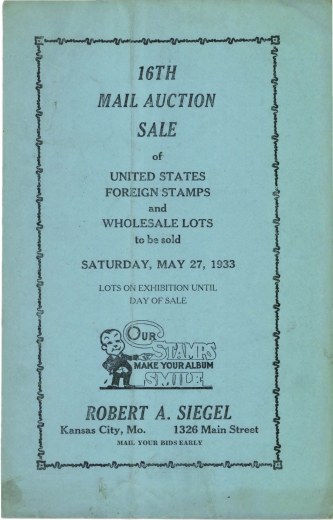 16TH
MAIL AUCTION
SALE
of
UNITED STATES
FOREIGN STAMPS
and
WHOLESALE LOTS
to be sold
SATURDAY, MAY 27, 1933
LOTS ON EXHIBITION UNTIL
DAY OF SALE
OUR
STAMPS
MAKE YOUR ALBUM
SMILE
ROBERT A. SIEGEL
Kansas City, Mo. 1326 Main Street
MAIL YOUR BIDS EARLY